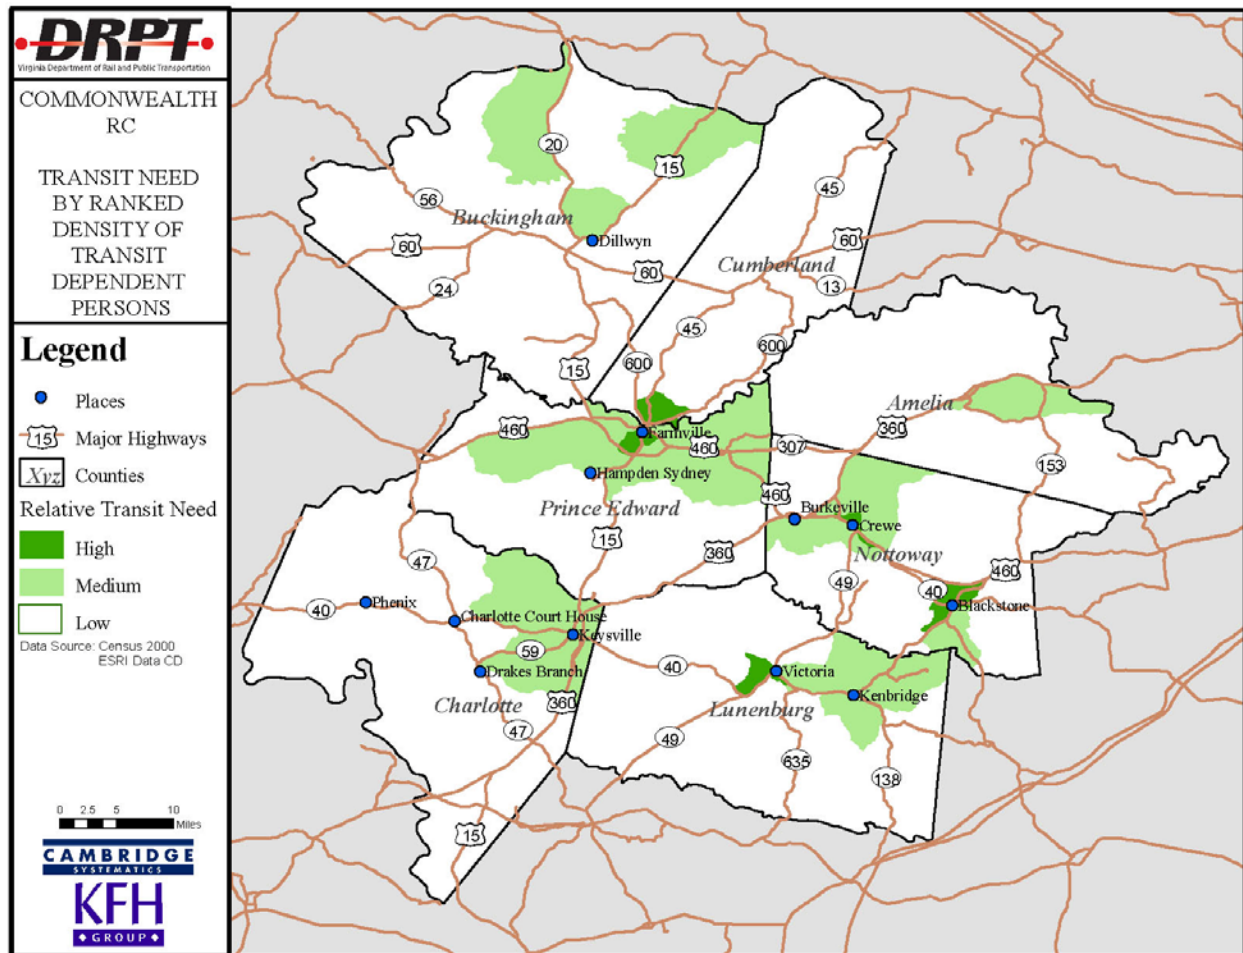 DRPT
Virginia Department of Rail and Public Transportation
COMMONWEALTH
RC
TRANSIT NEED
BY RANKED
DENSITY OF
TRANSIT
DEPENDENT
PERSONS
Legend
Places
15 Major Highways
Xyz Counties
Relative Transit Need
High
Medium
Low
Data Source: Census 2000
ESRI Data CD
0 2.5 5 10
Miles
CAMBRIDGE
SYSTEMATICS
KFH
GROUP
20
15
45
56
Buckingham
60
Dillwyn
60
Cumberland
60
24
13
45
600
600
15
Amelia
360
460
Farmville
460
307
153
Hampden Sydney
460
Prince Edward
Burkeville
Crewe
15
360
Nottoway
47
49
40
460
40
Phenix
Blackstone
Charlotte Court House
Keysville
59
40
Drakes Branch
Victoria
Kenbridge
Charlotte
360
Lunenburg
47
49
635
138
15